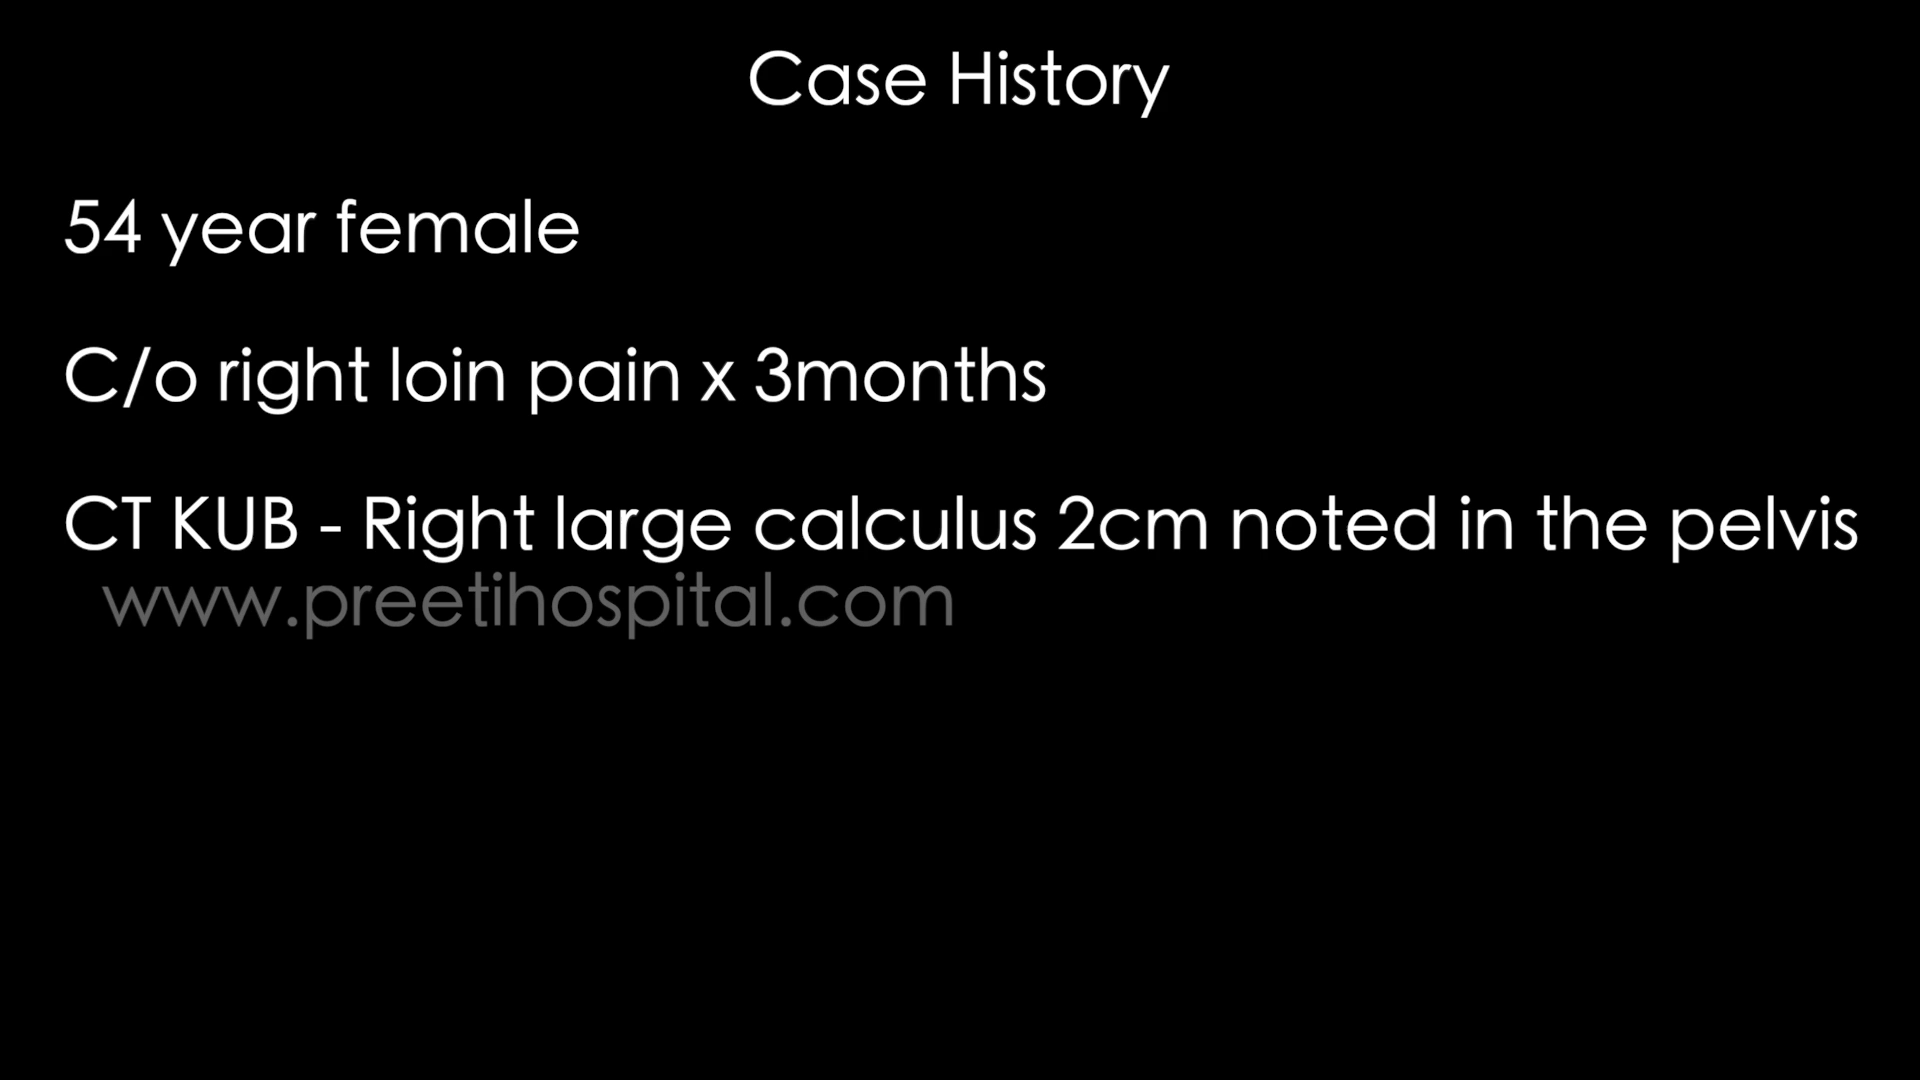 Case History
54 year female
C/o right loin pain x 3months
CT KUB - Right large calculus 2cm noted in the pelvis
www.preetihospital.com